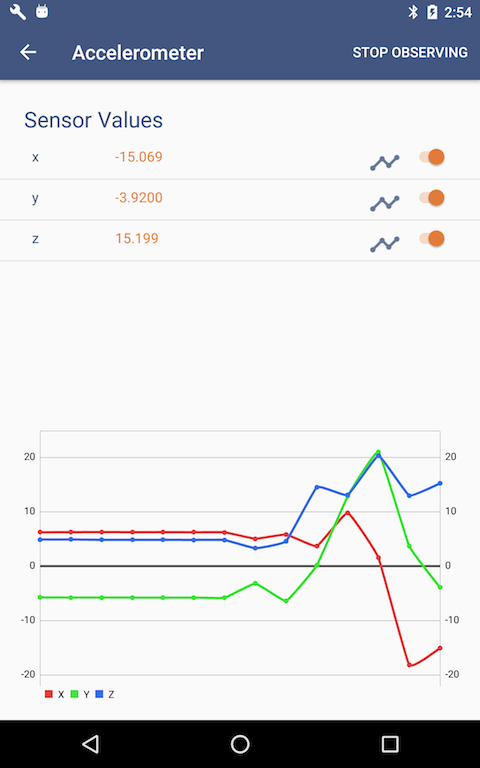 2:54
Accelerometer STOP OBSERVING
Sensor Values
x -15.069
y -3.9200
z 15.199
20 20
10 10
0 0
-10 -10
-20 -20
X Y Z